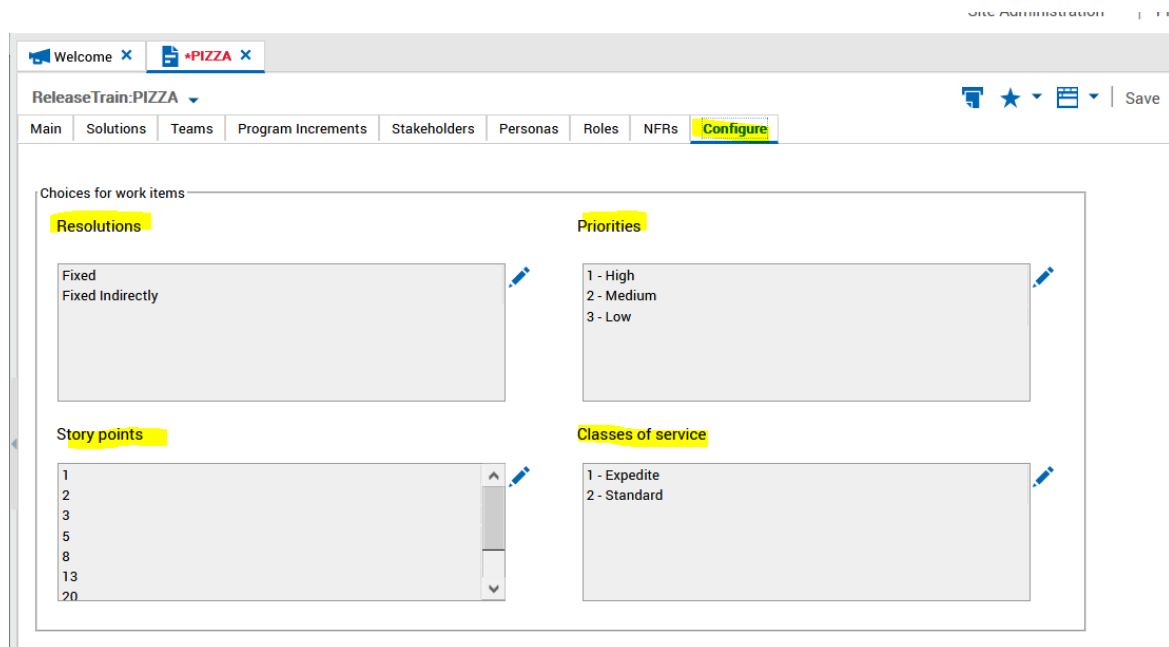 Site Administration
Welcome
*PIZZA
ReleaseTrain:PIZZA
Save
Main Solutions Teams Program Increments Stakeholders Personas Roles NFRs Configure
Choices for work items
Resolutions
Fixed
Fixed Indirectly
Priorities
1 - High
2 - Medium
3 - Low
Story points
1
2
3
5
8
13
20
Classes of service
1 - Expedite
2 - Standard